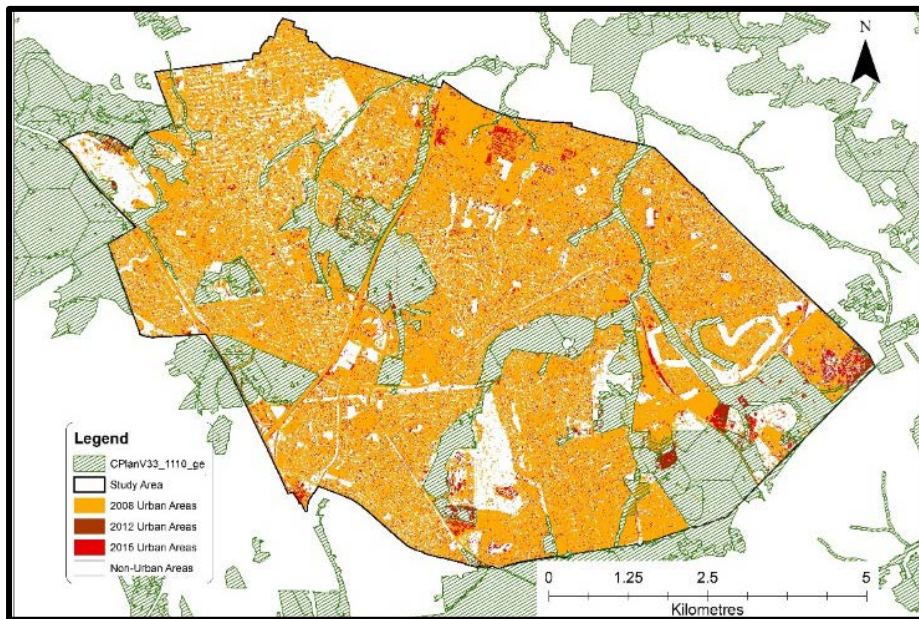 N
Legend
CPlanV33_1110_ge
Study Area
2008 Urban Areas
2012 Urban Areas
2015 Urban Areas
Non-Urban Areas
0 1.25 2.5 5
Kilometres